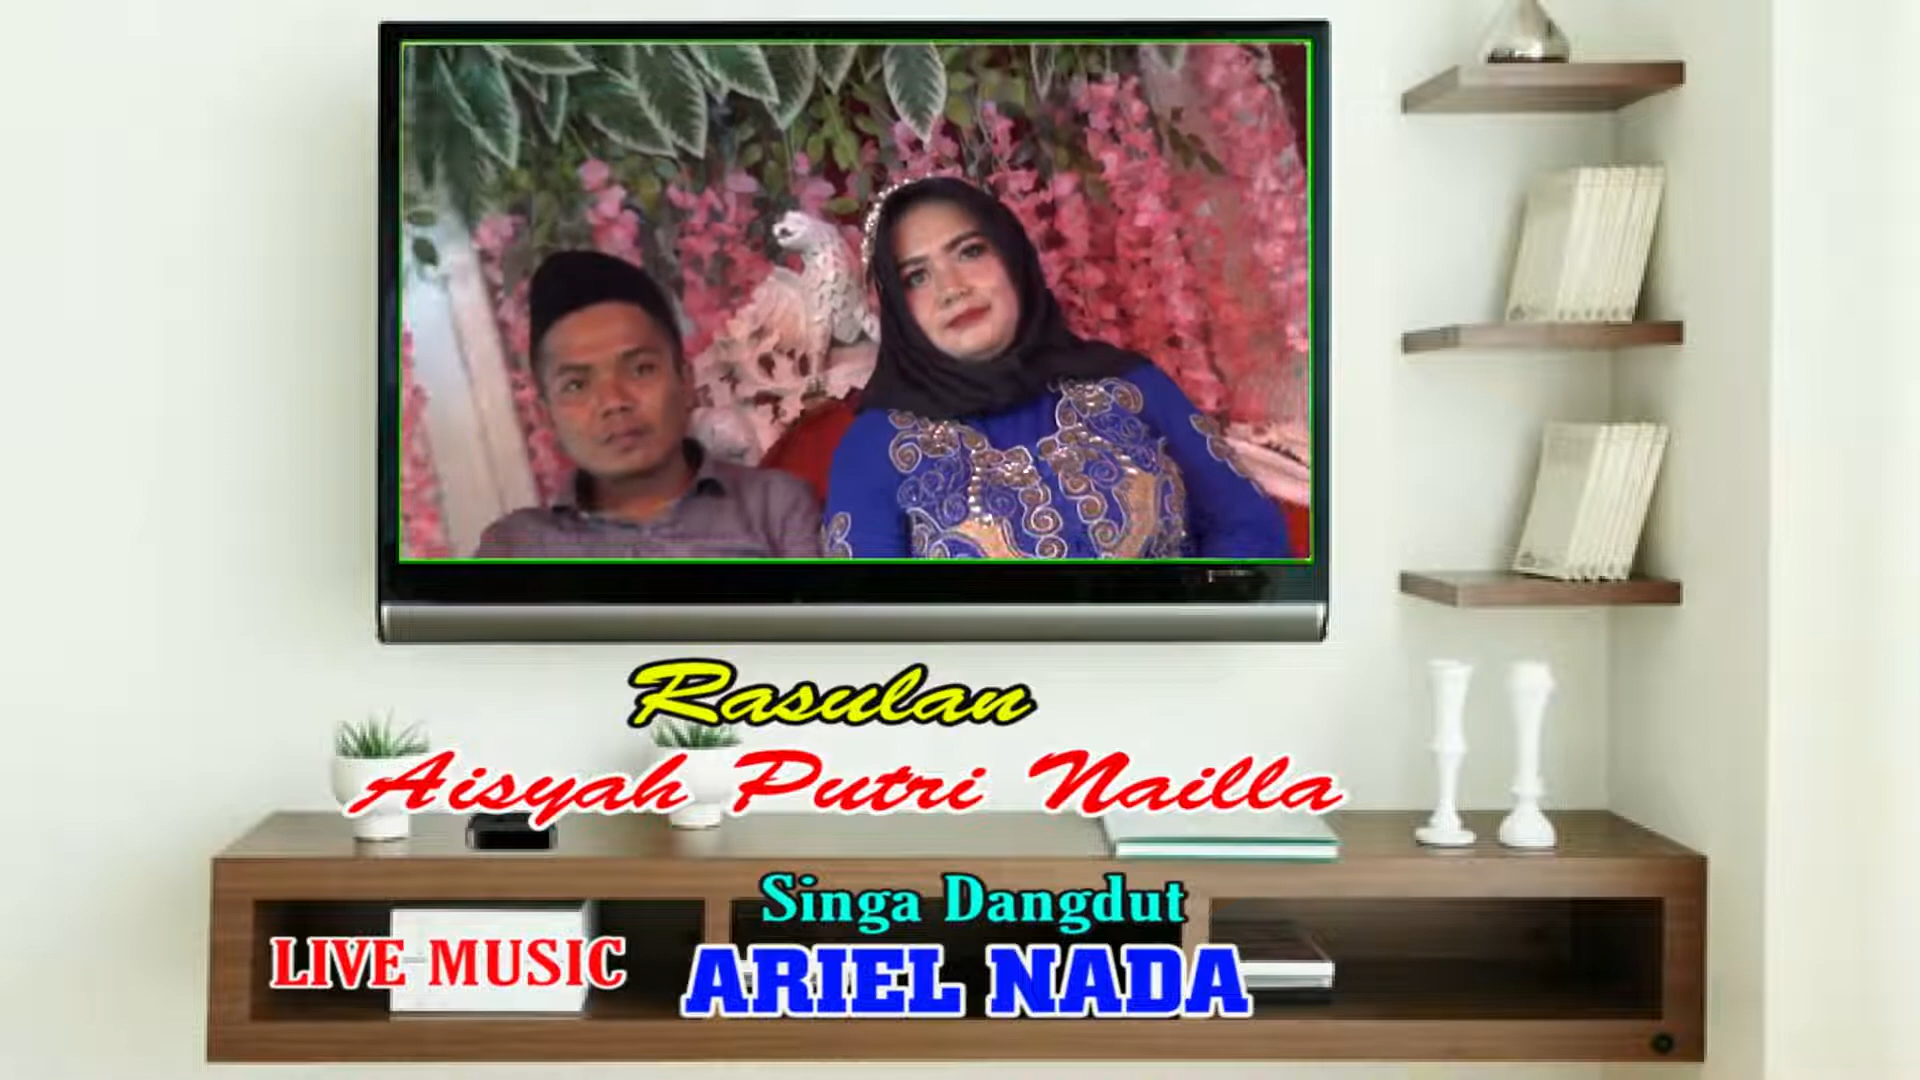 Rasulan
Aisyah Putri Nailla
Singa Dangdut
LIVE MUSIC
ARIEL NADA